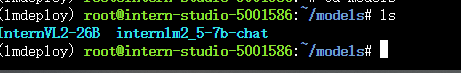 (lmdeploy) root@intern-studio-5001586:~/models# ls
InternVL2-26B  internlm2_5-7b-chat
(lmdeploy) root@intern-studio-5001586:~/models#